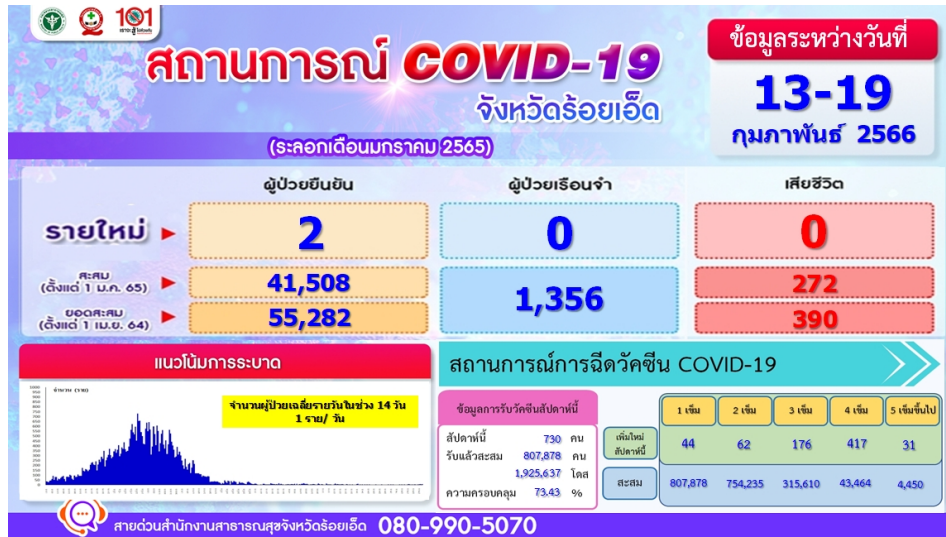 101
สถานการณ์ COVID-19
จังหวัดร้อยเอ็ด
(ระลอกเดือนมกราคม 2565)
ข้อมูลระหว่างวันที่
13-19
กุมภาพันธ์ 2566
ผู้ป่วยยืนยัน ผู้ป่วยเรือนจำ เสียชีวิต
รายใหม่ 2 0 0
สะสม
(ตั้งแต่ 1 ม.ค. 65) 41,508 1,356 272
ยอดสะสม
(ตั้งแต่ 1 เม.ย. 64) 55,282 390
แนวโน้มการระบาด
จำนวน (ราย)
จำนวนผู้ป่วยเฉลี่ยรายวันในช่วง 14 วัน
1 ราย/ วัน
สถานการณ์การฉีดวัคซีน COVID-19
ข้อมูลการรับวัคซีนสัปดาห์นี้
สัปดาห์นี้ 730 คน
รับแล้วสะสม 807,878 คน
1,925,637 โดส
ความครอบคลุม 73.43 %
1 เข็ม 2 เข็ม 3 เข็ม 4 เข็ม 5 เข็มขึ้นไป
เพิ่มใหม่
สัปดาห์นี้ 44 62 176 417 31
สะสม 807,878 754,235 315,610 43,464 4,450
สายด่วนสำนักงานสาธารณสุขจังหวัดร้อยเอ็ด 080-990-5070